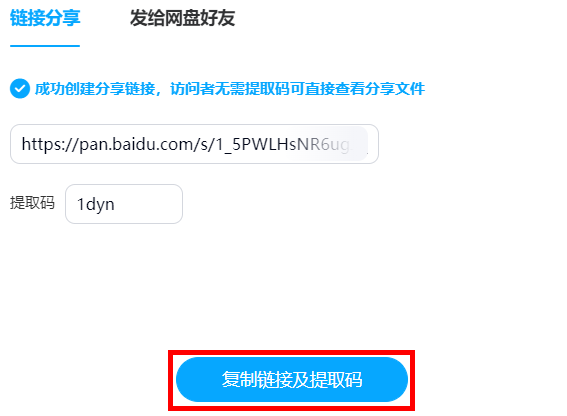 链接分享 发给网盘好友
成功创建分享链接，访问者无需提取码可直接查看分享文件
https://pan.baidu.com/s/1_5PWLHsNR6ug
提取码 1dyn
复制链接及提取码